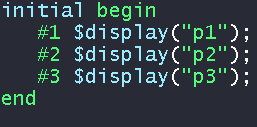 initial begin
   #1 $display("p1");
   #2 $display("p2");
   #3 $display("p3");
end